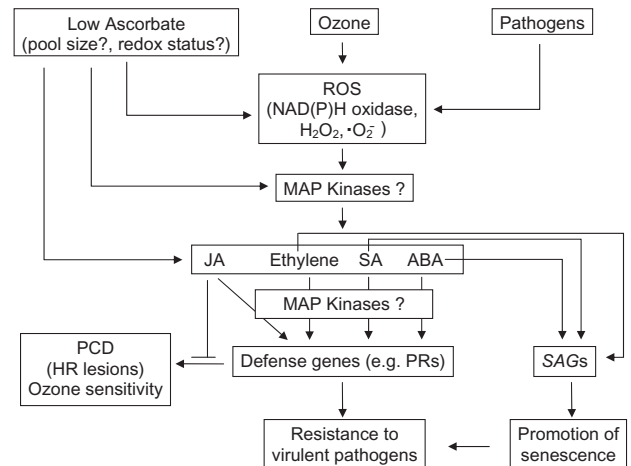 Low Ascorbate
(pool size?, redox status?)
Ozone
Pathogens
ROS
(NAD(P)H oxidase,
H₂O₂, ·O₂⁻ )
MAP Kinases ?
JA Ethylene SA ABA
MAP Kinases ?
PCD
(HR lesions)
Ozone sensitivity
Defense genes (e.g. PRs)
SAGs
Resistance to
virulent pathogens
Promotion of
senescence